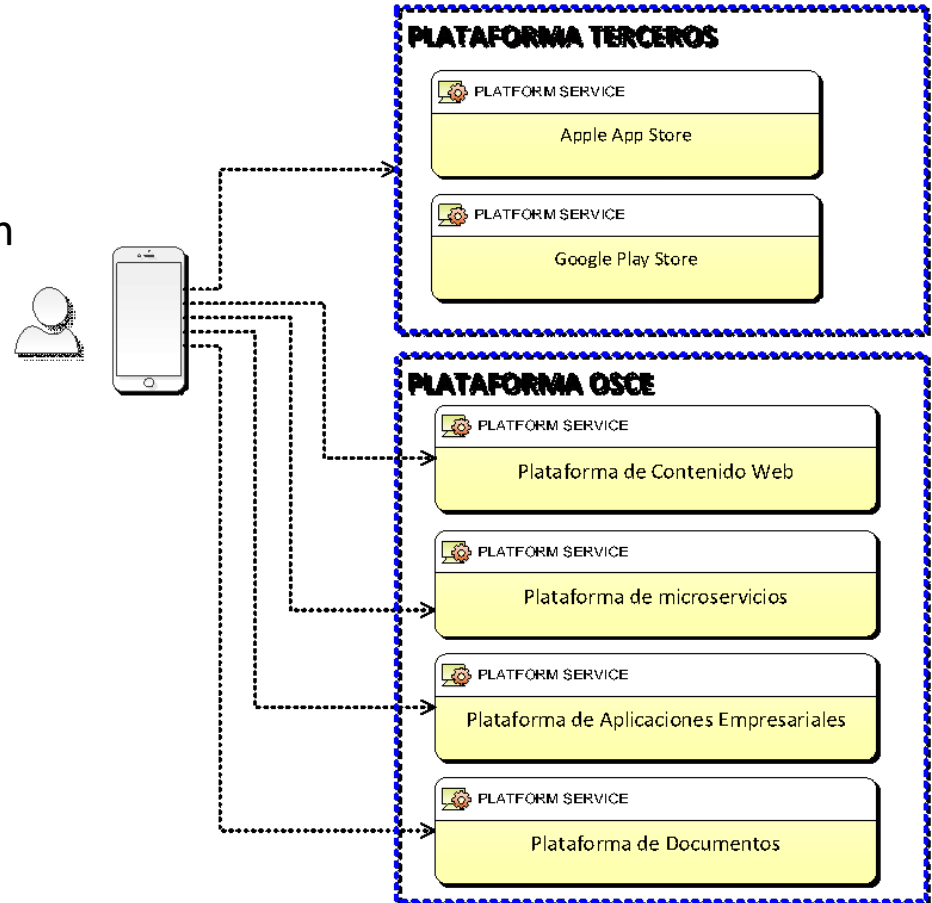 PLATAFORMA TERCEROS
PLATFORM SERVICE
Apple App Store
PLATFORM SERVICE
Google Play Store
n
PLATAFORMA OSCE
PLATFORM SERVICE
Plataforma de Contenido Web
PLATFORM SERVICE
Plataforma de microservicios
PLATFORM SERVICE
Plataforma de Aplicaciones Empresariales
PLATFORM SERVICE
Plataforma de Documentos